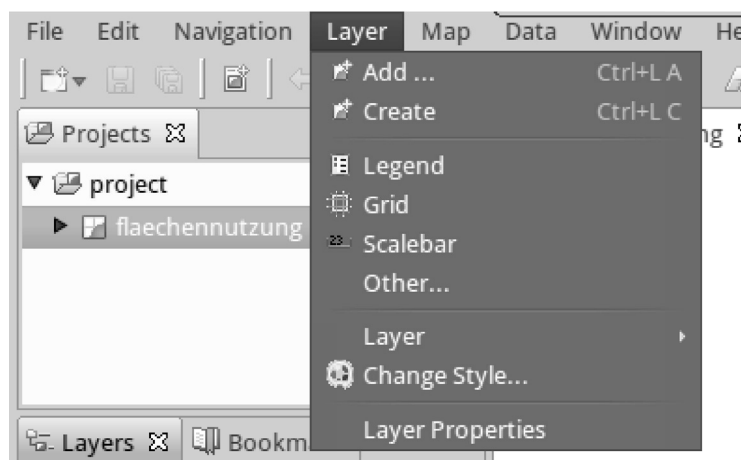 File Edit Navigation Layer Map Data Window
Add ... Ctrl+L A
Create Ctrl+L C
Projects
project
flaechennutzung
Legend
Grid
Scalebar
Other...
Layer
Change Style...
Layer Properties
Layers